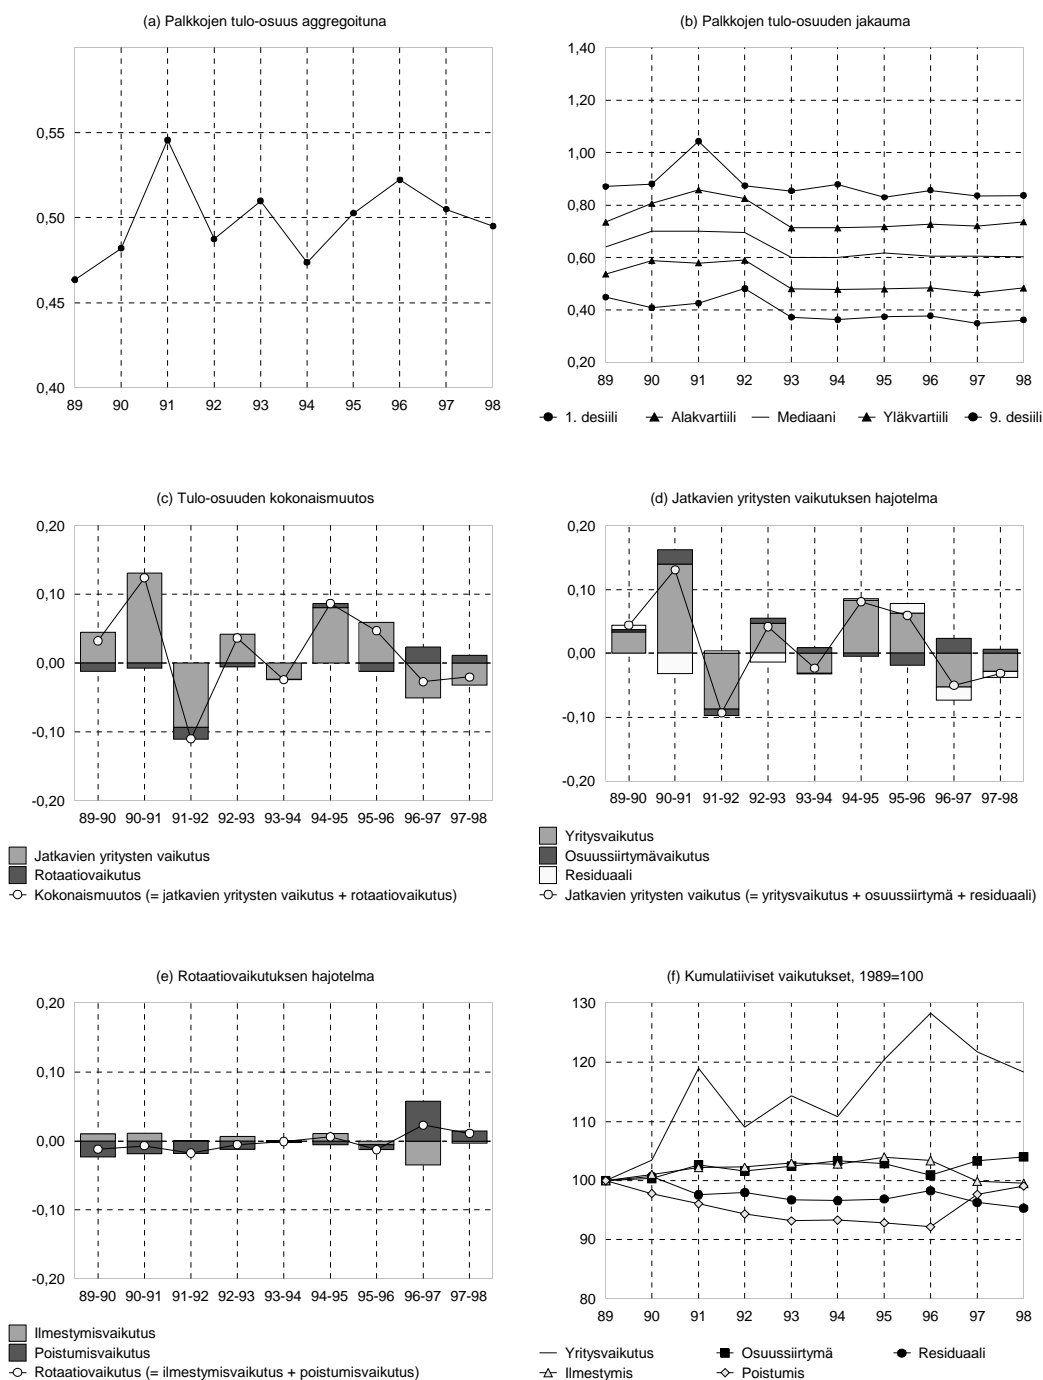 (a) Palkkojen tulo-osuus aggregoituna
0,55
0,50
0,45
0,40
89 90 91 92 93 94 95 96 97 98
(b) Palkkojen tulo-osuuden jakauma
1,40
1,20
1,00
0,80
0,60
0,40
0,20
89 90 91 92 93 94 95 96 97 98
1. desiili Alakvartiili Mediaani Yläkvartiili 9. desiili
(c) Tulo-osuuden kokonaismuutos
0,20
0,10
0,00
-0,10
-0,20
89-90 90-91 91-92 92-93 93-94 94-95 95-96 96-97 97-98
Jatkavien yritysten vaikutus
Rotaatiovaikutus
Kokonaismuutos (= jatkavien yritysten vaikutus + rotaatiovaikutus)
(d) Jatkavien yritysten vaikutuksen hajotelma
0,20
0,10
0,00
-0,10
-0,20
89-90 90-91 91-92 92-93 93-94 94-95 95-96 96-97 97-98
Yritysvaikutus
Osuussiirtymävaikutus
Residuaali
Jatkavien yritysten vaikutus (= yritysvaikutus + osuussiirtymä + residuaali)
(e) Rotaatiovaikutuksen hajotelma
0,20
0,10
0,00
-0,10
-0,20
89-90 90-91 91-92 92-93 93-94 94-95 95-96 96-97 97-98
Ilmestymisvaikutus
Poistumisvaikutus
Rotaatiovaikutus (= ilmestymisvaikutus + poistumisvaikutus)
(f) Kumulatiiviset vaikutukset, 1989=100
130
120
110
100
90
80
89 90 91 92 93 94 95 96 97 98
Yritysvaikutus Osuussiirtymä Residuaali
Ilmestymis Poistumis